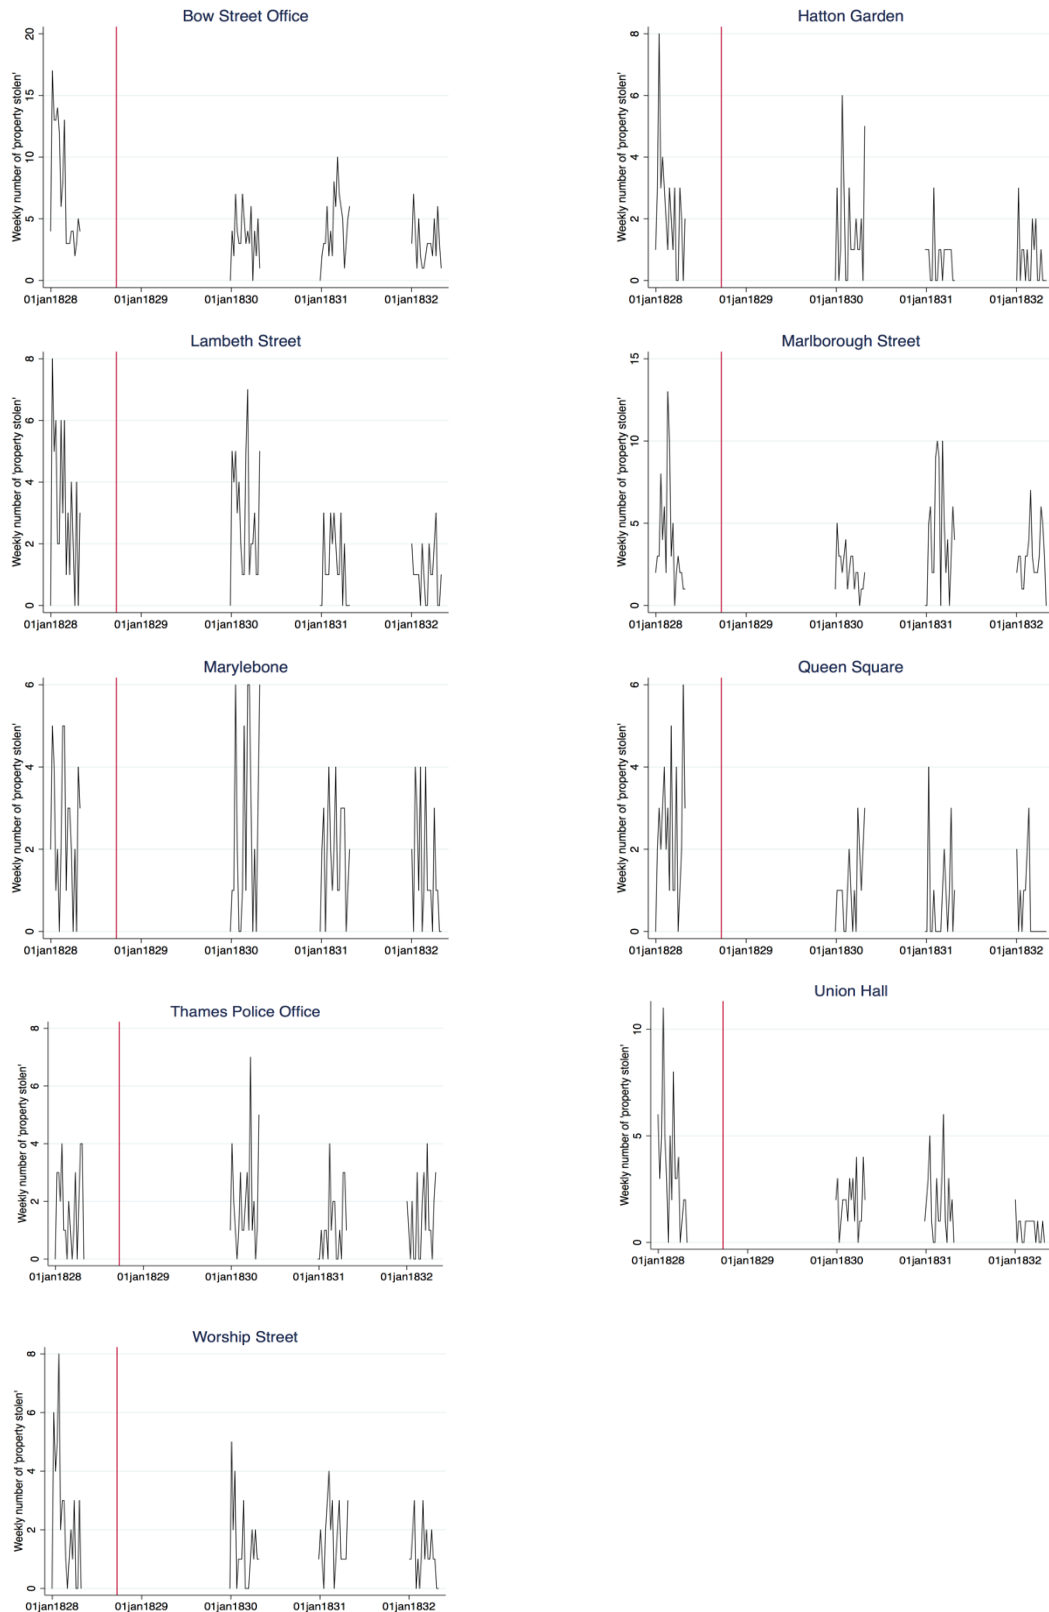 Bow Street Office
Weekly number of 'property stolen'
20
15
10
5
0
01jan1828 01jan1829 01jan1830 01jan1831 01jan1832
Hatton Garden
Weekly number of 'property stolen'
8
6
4
2
0
01jan1828 01jan1829 01jan1830 01jan1831 01jan1832
Lambeth Street
Weekly number of 'property stolen'
8
6
4
2
0
01jan1828 01jan1829 01jan1830 01jan1831 01jan1832
Marlborough Street
Weekly number of 'property stolen'
15
10
5
0
01jan1828 01jan1829 01jan1830 01jan1831 01jan1832
Marylebone
Weekly number of 'property stolen'
6
4
2
0
01jan1828 01jan1829 01jan1830 01jan1831 01jan1832
Queen Square
Weekly number of 'property stolen'
6
4
2
0
01jan1828 01jan1829 01jan1830 01jan1831 01jan1832
Thames Police Office
Weekly number of 'property stolen'
8
6
4
2
0
01jan1828 01jan1829 01jan1830 01jan1831 01jan1832
Union Hall
Weekly number of 'property stolen'
10
5
0
01jan1828 01jan1829 01jan1830 01jan1831 01jan1832
Worship Street
Weekly number of 'property stolen'
8
6
4
2
0
01jan1828 01jan1829 01jan1830 01jan1831 01jan1832